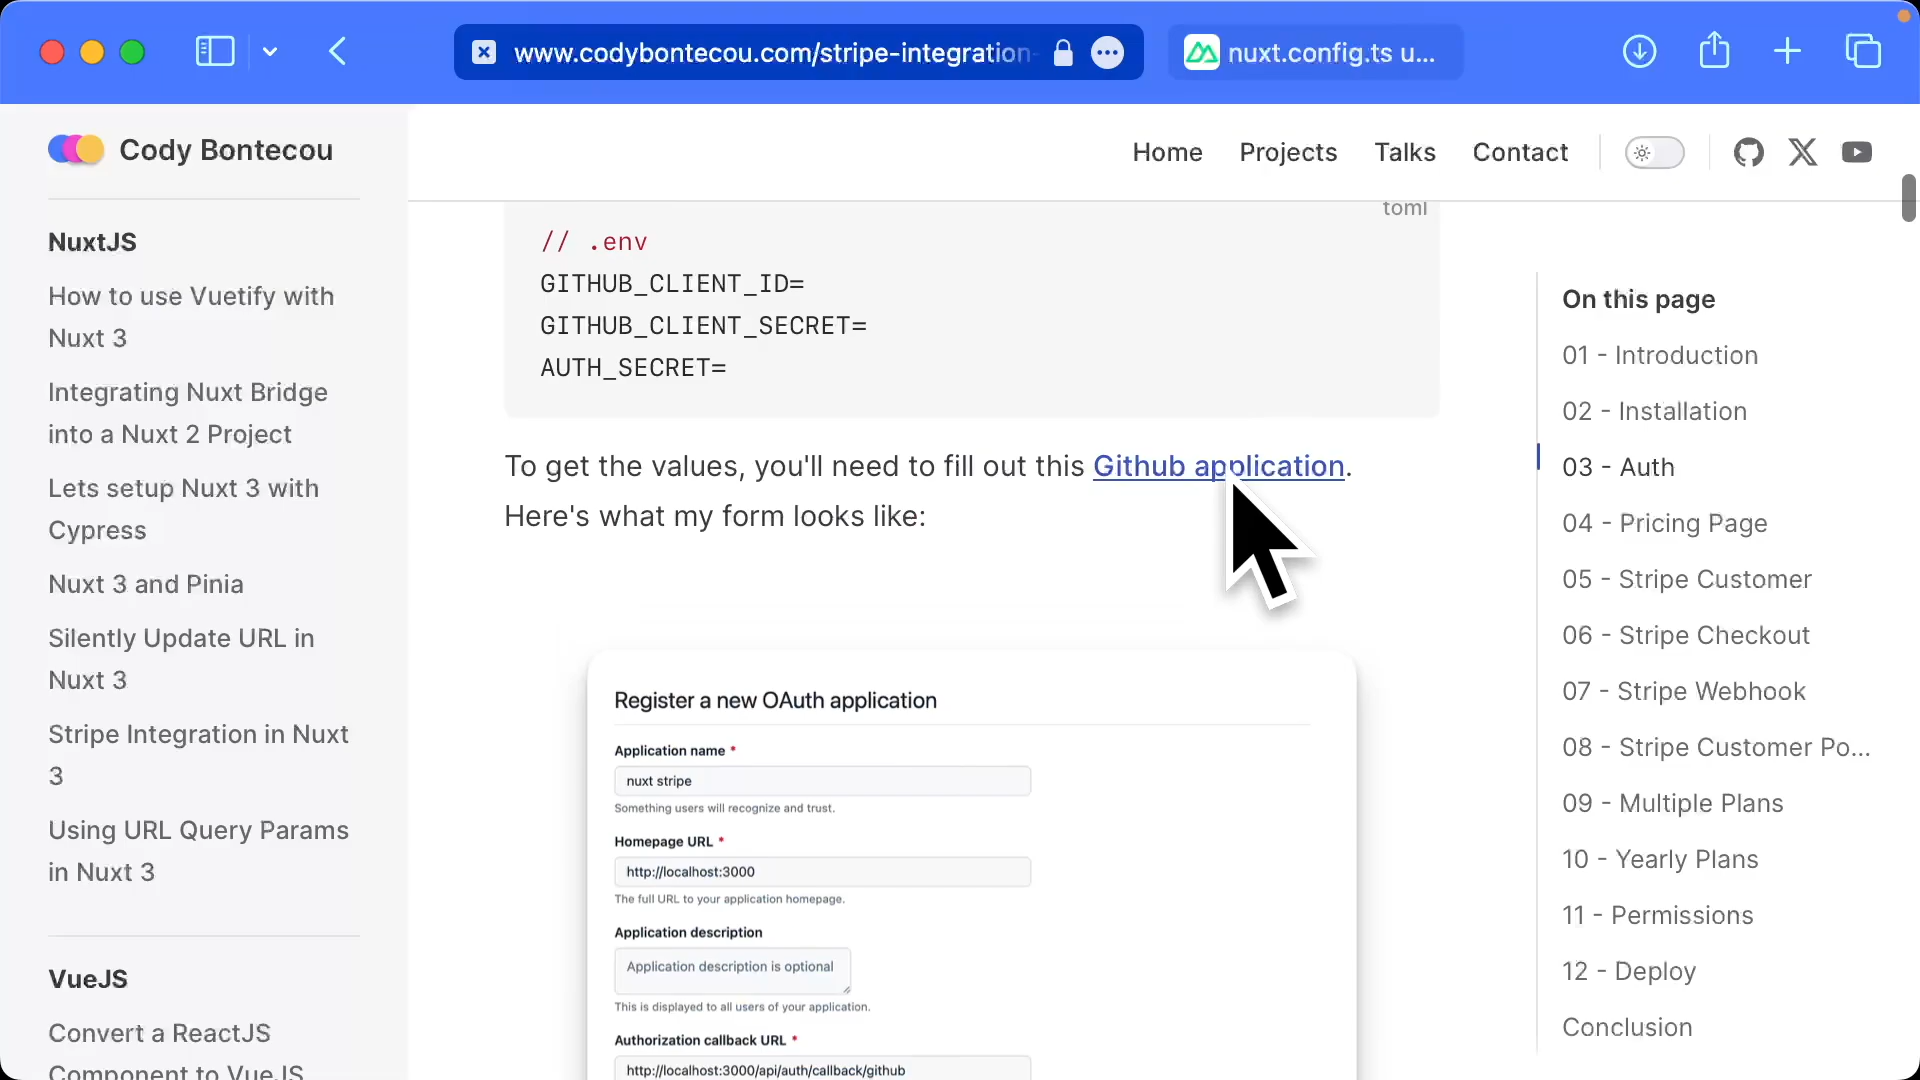 www.codybontecou.com/stripe-integration-
nuxt.config.ts u...
Cody Bontecou
Home
Projects
Talks
Contact
NuxtJS
How to use Vuetify with
Nuxt 3
Integrating Nuxt Bridge
into a Nuxt 2 Project
Lets setup Nuxt 3 with
Cypress
Nuxt 3 and Pinia
Silently Update URL in
Nuxt 3
Stripe Integration in Nuxt
3
Using URL Query Params
in Nuxt 3
VueJS
Convert a ReactJS
Component to VueJS
toml
// .env
GITHUB_CLIENT_ID=
GITHUB_CLIENT_SECRET=
AUTH_SECRET=
To get the values, you'll need to fill out this Github application.
Here's what my form looks like:
Register a new OAuth application
Application name *
nuxt stripe
Something users will recognize and trust.
Homepage URL *
http://localhost:3000
The full URL to your application homepage.
Application description
Application description is optional
This is displayed to all users of your application.
Authorization callback URL *
http://localhost:3000/api/auth/callback/github
On this page
01 - Introduction
02 - Installation
03 - Auth
04 - Pricing Page
05 - Stripe Customer
06 - Stripe Checkout
07 - Stripe Webhook
08 - Stripe Customer Po...
09 - Multiple Plans
10 - Yearly Plans
11 - Permissions
12 - Deploy
Conclusion